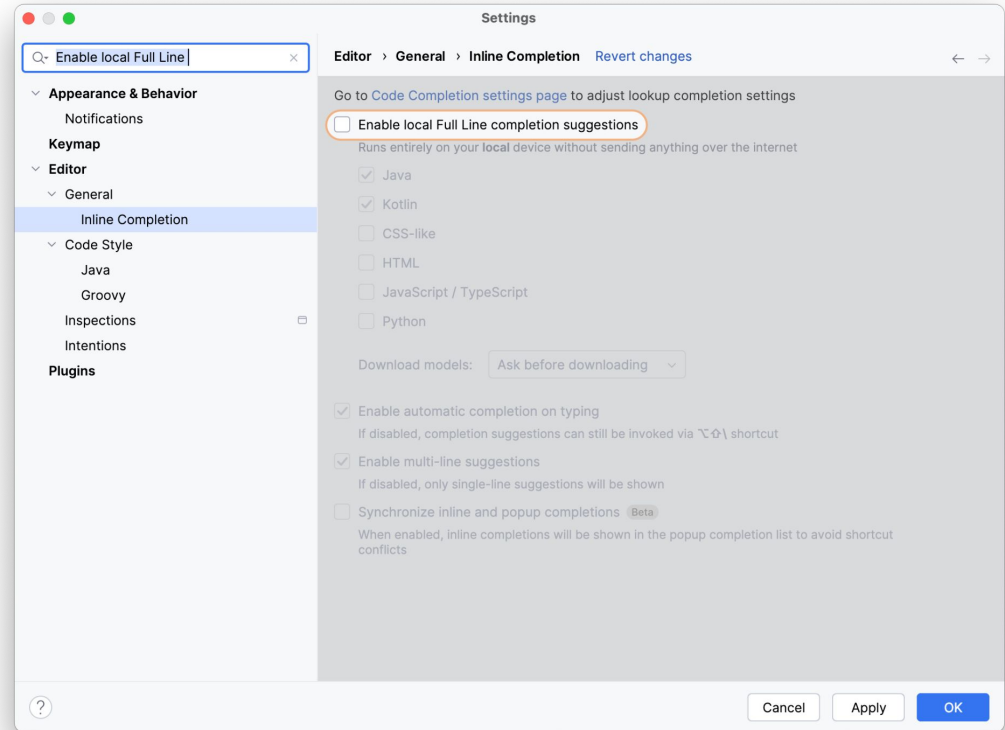 Settings
Enable local Full Line
Appearance & Behavior
Notifications
Keymap
Editor
General
Inline Completion
Code Style
Java
Groovy
Inspections
Intentions
Plugins
Editor › General › Inline Completion Revert changes
Go to Code Completion settings page to adjust lookup completion settings
Enable local Full Line completion suggestions
Runs entirely on your local device without sending anything over the internet
Java
Kotlin
CSS-like
HTML
JavaScript / TypeScript
Python
Download models: Ask before downloading
Enable automatic completion on typing
If disabled, completion suggestions can still be invoked via ⌥⇧\ shortcut
Enable multi-line suggestions
If disabled, only single-line suggestions will be shown
Synchronize inline and popup completions Beta
When enabled, inline completions will be shown in the popup completion list to avoid shortcut
conflicts
? Cancel Apply OK